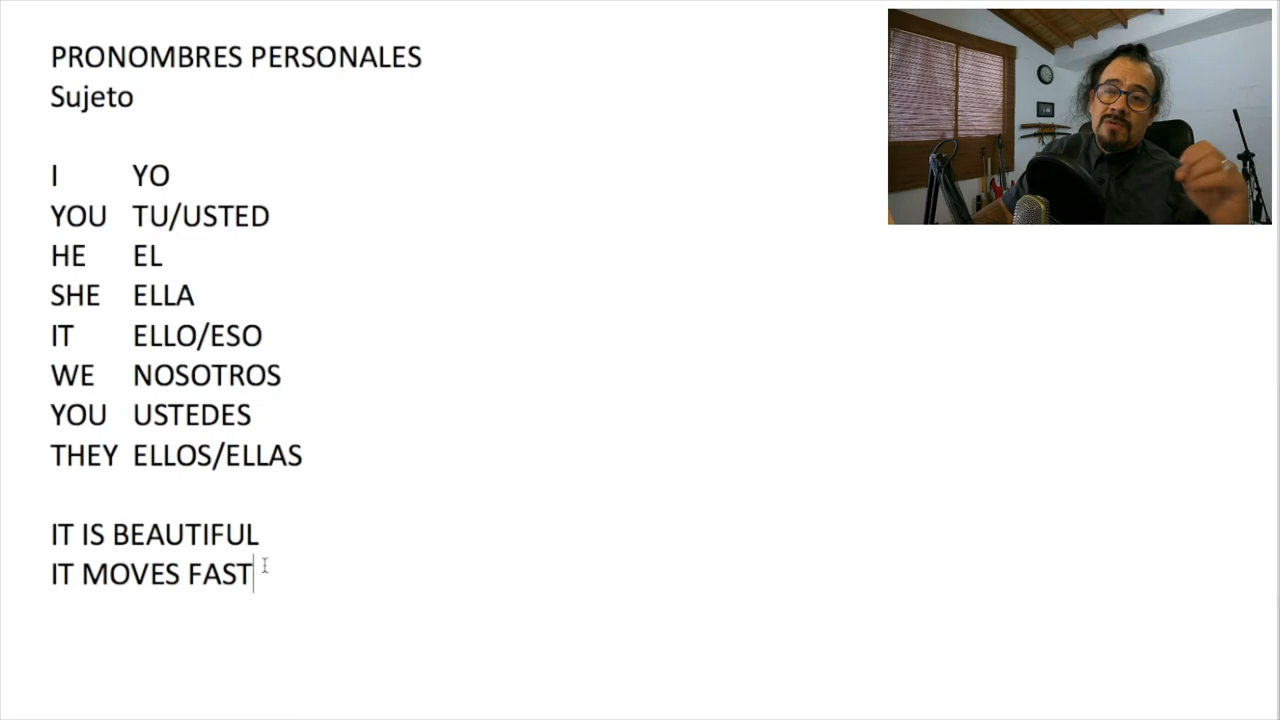 PRONOMBRES PERSONALES
Sujeto
I YO
YOU TU/USTED
HE EL
SHE ELLA
IT ELLO/ESO
WE NOSOTROS
YOU USTEDES
THEY ELLOS/ELLAS
IT IS BEAUTIFUL
IT MOVES FAST